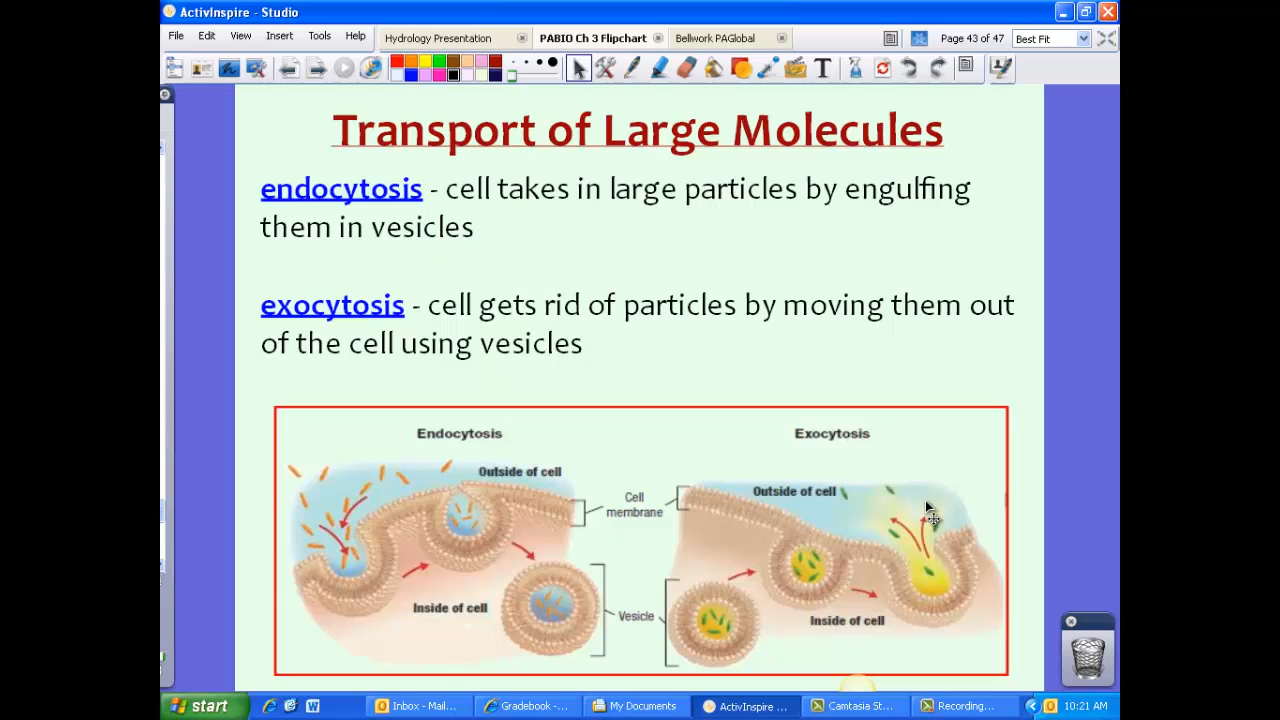 ActivInspire - Studio
File Edit View Insert Tools Help
Hydrology Presentation
PABIO Ch 3 Flipchart
Bellwork PAGlobal
Page 43 of 47
Best Fit
T
Transport of Large Molecules
endocytosis - cell takes in large particles by engulfing
them in vesicles
exocytosis - cell gets rid of particles by moving them out
of the cell using vesicles
Endocytosis
Exocytosis
Outside of cell
Cell
membrane
Outside of cell
Inside of cell
Vesicle
Inside of cell
start
Inbox - Mail...
Gradebook -...
My Documents
ActivInspire ...
Camtasia St...
Recording...
10:21 AM